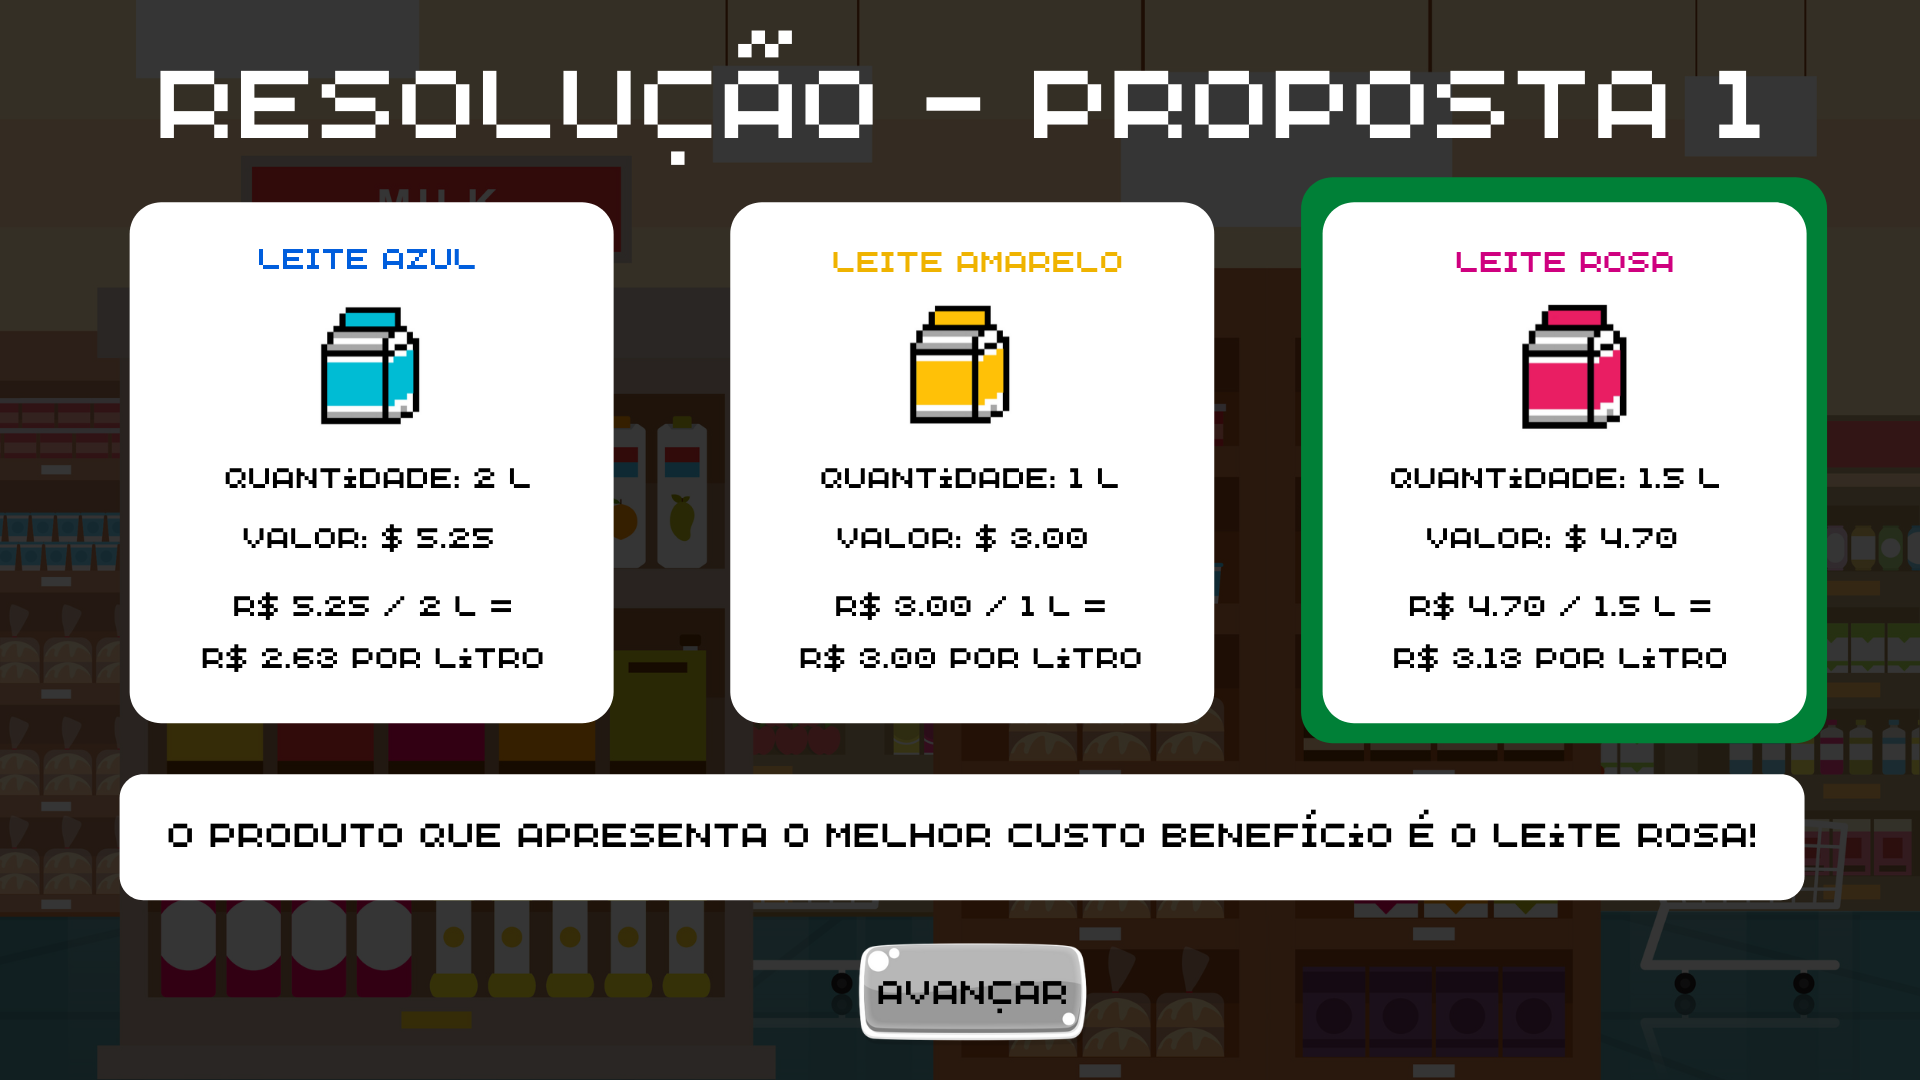 RESOLUÇÃO - PROPOSTA 1
MILK
LEITE AZUL
QUANTiDADE: 2 L
VALOR: $ 5.25
R$ 5.25 / 2 L =
R$ 2.63 POR LiTRO
LEITE AMARELO
QUANTiDADE: 1 L
VALOR: $ 3.00
R$ 3.00 / 1 L =
R$ 3.00 POR LiTRO
LEITE ROSA
QUANTiDADE: 1.5 L
VALOR: $ 4.70
R$ 4.70 / 1.5 L =
R$ 3.13 POR LiTRO
O PRODUTO QUE APRESENTA O MELHOR CUSTO BENEFÍCiO É O LEiTE ROSA!
AVANÇAR